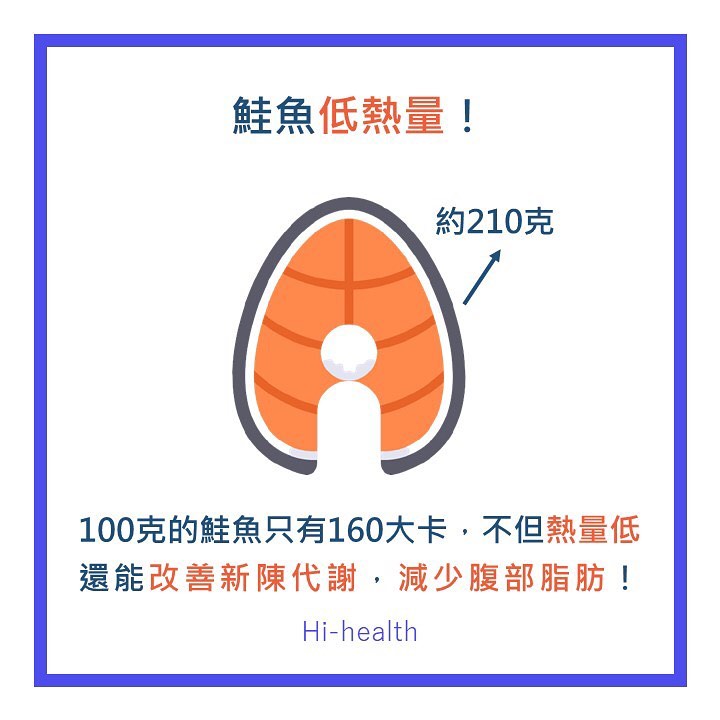 鮭魚低熱量！
約210克
100克的鮭魚只有160大卡，不但熱量低
還能改善新陳代謝，減少腹部脂肪！
Hi-health